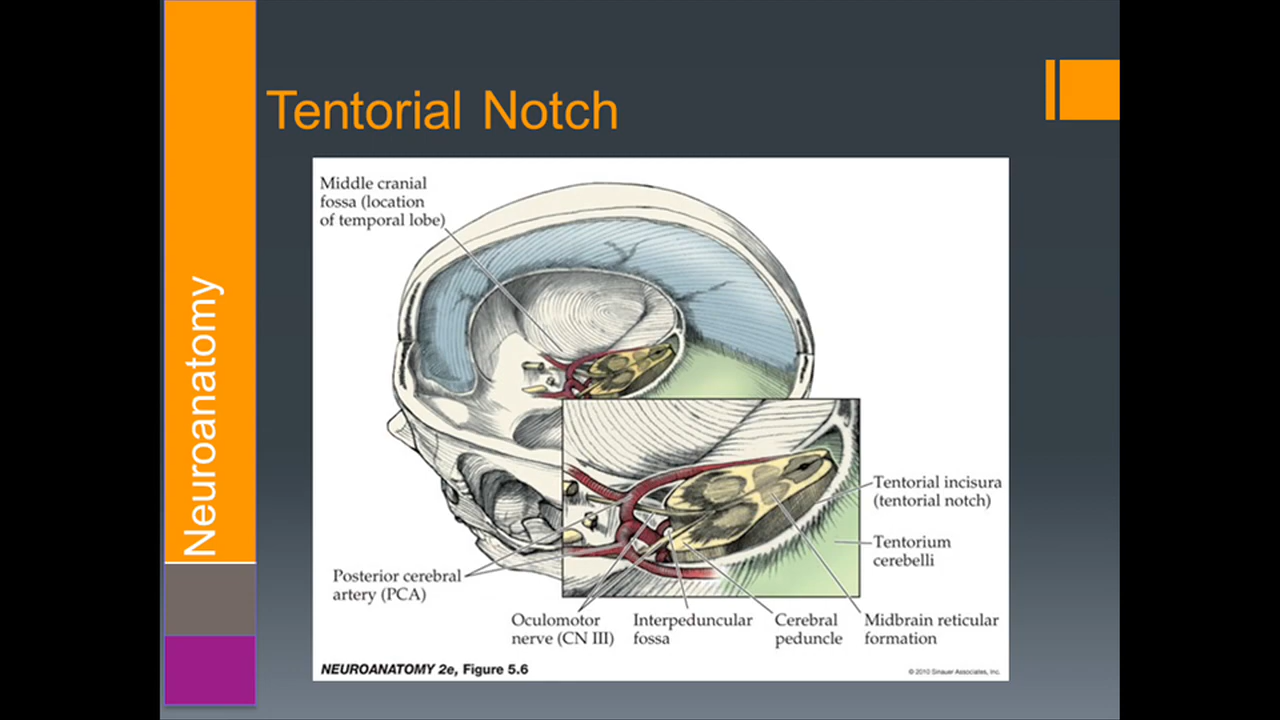 Neuroanatomy
Tentorial Notch
Middle cranial
fossa (location
of temporal lobe)
Tentorial incisura
(tentorial notch)
Tentorium
cerebelli
Posterior cerebral
artery (PCA)
Oculomotor
nerve (CN III)
Interpeduncular
fossa
Cerebral
peduncle
Midbrain reticular
formation
NEUROANATOMY 2e, Figure 5.6
© 2010 Sinauer Associates, Inc.